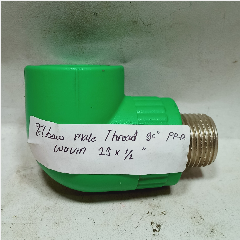 Elbow male Thread 90° PP-R
wavin 25 x 1/2 "